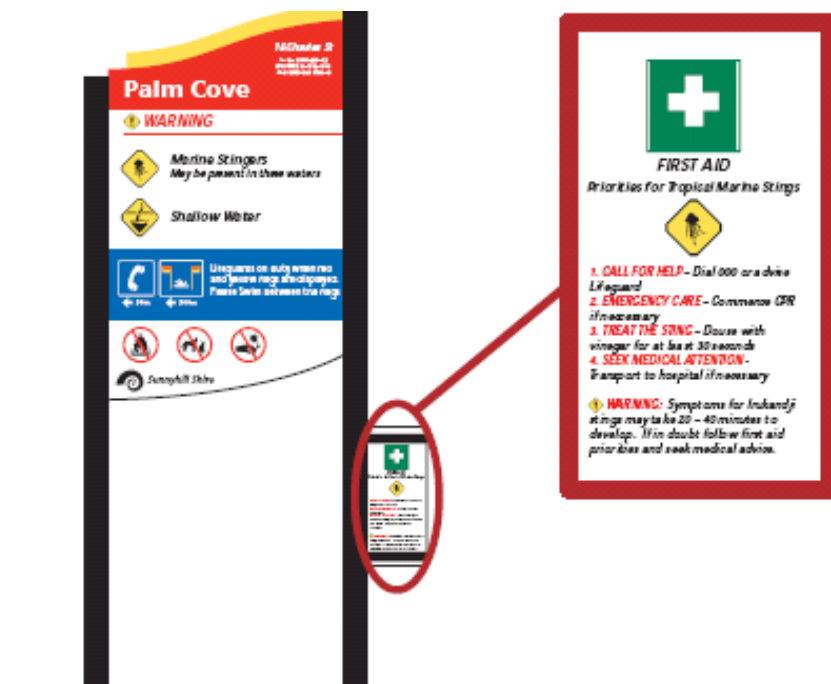 Palm Cove
WARNING
Marine Stingers
May be present in these waters
Shallow Water
Lifeguards on duty when red
and yellow flags are displayed.
Please Swim between the flags
Sunnyhill Shire
FIRST AID
Priorities for Tropical Marine Stings
1. CALL FOR HELP – Dial 000 or advise
Lifeguard
2. EMERGENCY CARE – Commence CPR
if necessary
3. TREAT THE STING – Douse with
vinegar for at least 30 seconds
4. SEEK MEDICAL ATTENTION -
Transport to hospital if necessary
WARNING: Symptoms for Irukandji
stings may take 20 – 40 minutes to
develop. If in doubt follow first aid
priorities and seek medical advice.